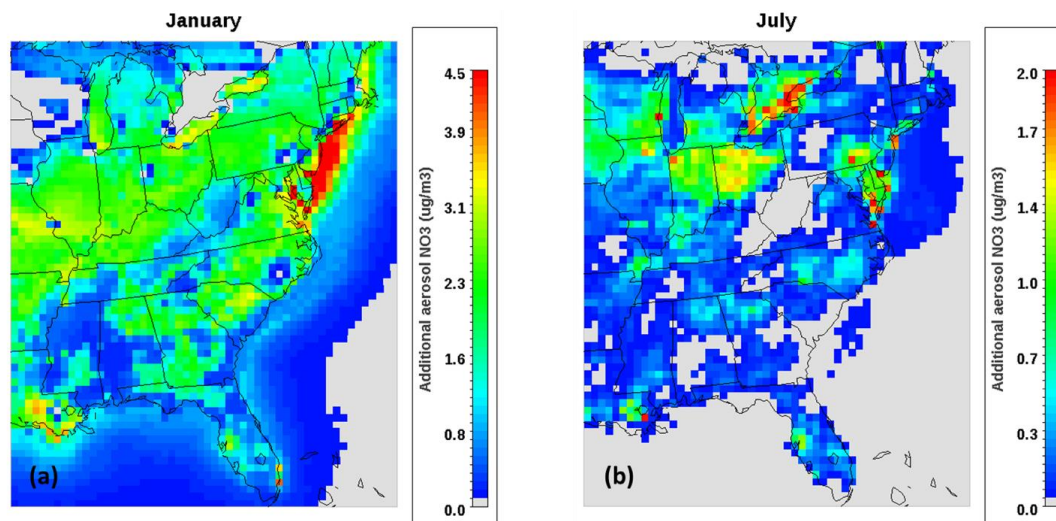 January
4.5
3.9
3.1
2.3
1.6
0.8
0.0
Additional aerosol NO3 (ug/m3)
(a)
July
2.0
1.7
1.4
1.0
0.7
0.3
0.0
Additional aerosol NO3 (ug/m3)
(b)